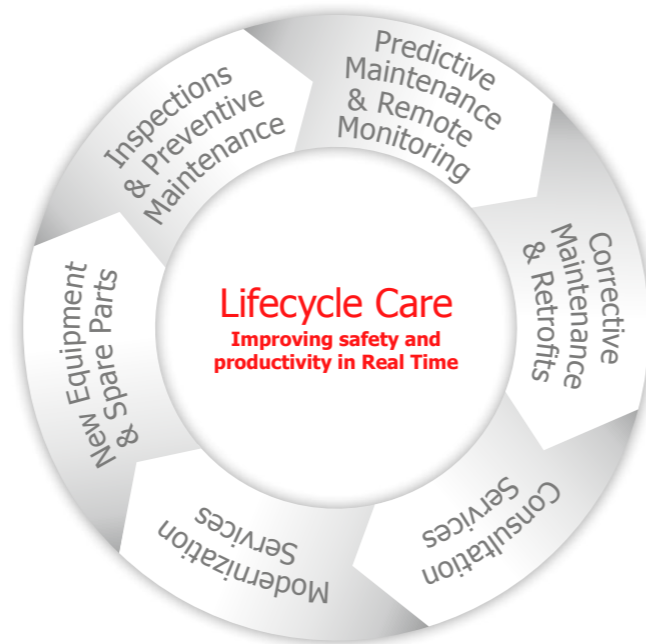 Predictive
Maintenance
& Remote
Monitoring
Corrective
Maintenance
& Retrofits
Consultation
Services
Modernization
Services
New Equipment
& Spare Parts
Inspections
& Preventive
Maintenance
Lifecycle Care
Improving safety and
productivity in Real Time